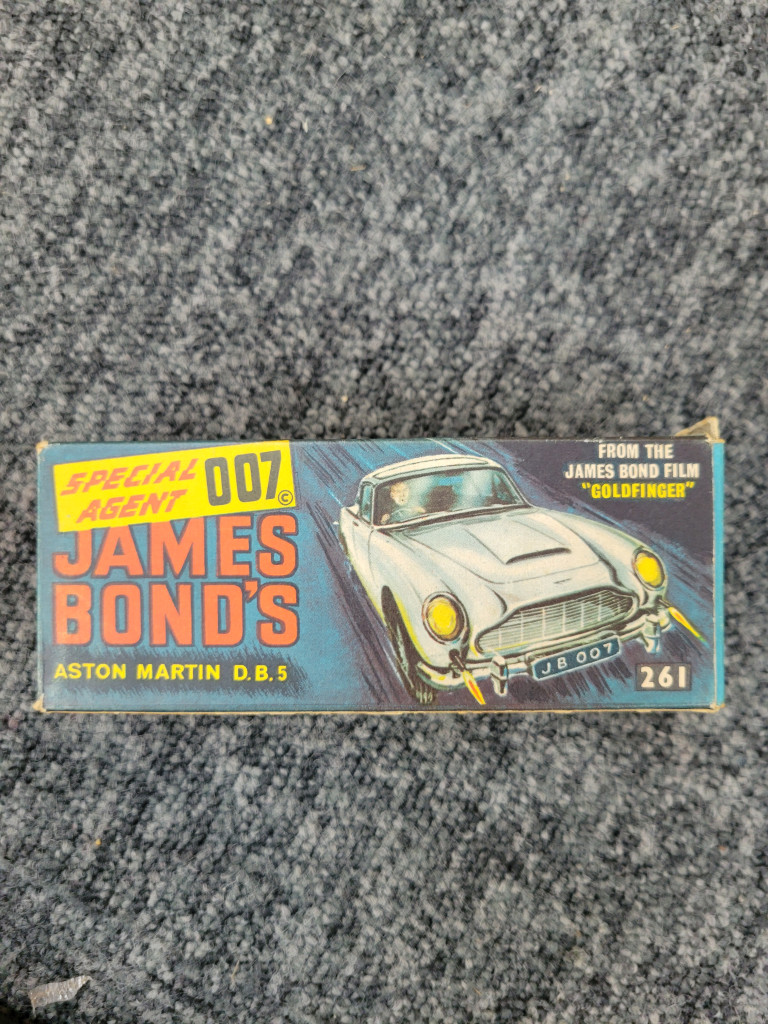 SPECIAL
AGENT 007 ©
JAMES
BOND'S
ASTON MARTIN D.B.5
FROM THE
JAMES BOND FILM
"GOLDFINGER"
JB 007
261